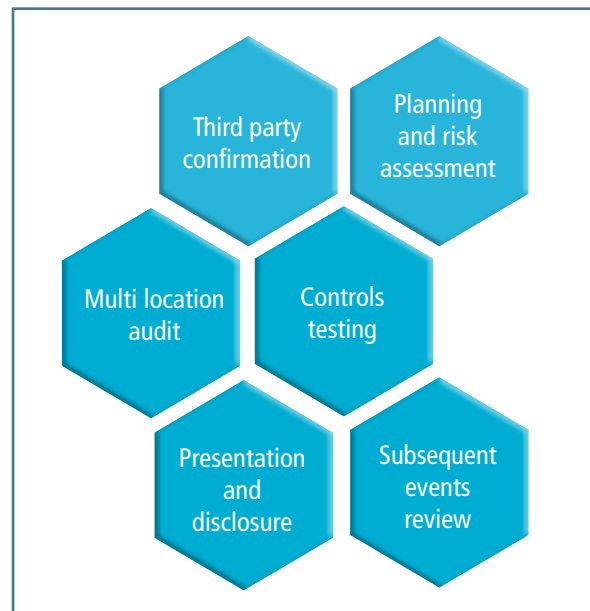 Third party
confirmation
Planning
and risk
assessment
Multi location
audit
Controls
testing
Presentation
and
disclosure
Subsequent
events
review